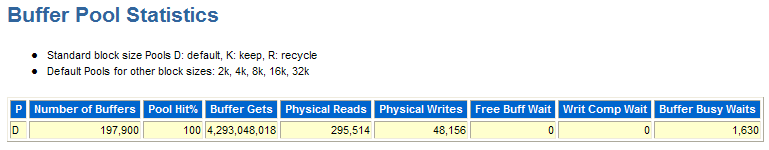 Buffer Pool Statistics
Standard block size Pools D: default, K: keep, R: recycle
Default Pools for other block sizes: 2k, 4k, 8k, 16k, 32k
P Number of Buffers Pool Hit% Buffer Gets Physical Reads Physical Writes Free Buff Wait Writ Comp Wait Buffer Busy Waits
D 197,900 100 4,293,048,018 295,514 48,156 0 0 1,630